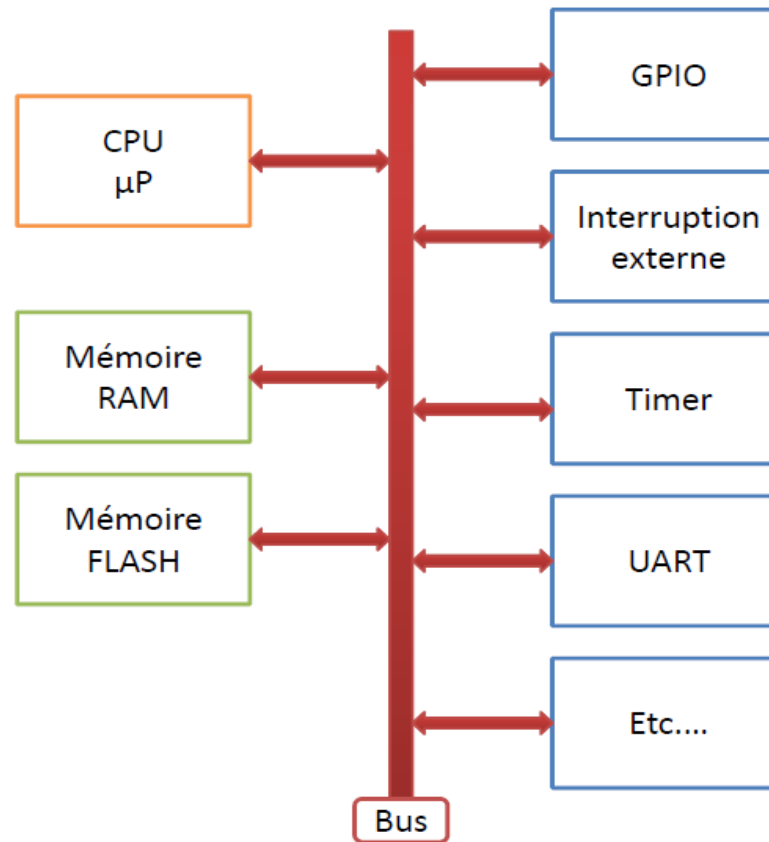 CPU
µP
Mémoire
RAM
Mémoire
FLASH
GPIO
Interruption
externe
Timer
UART
Etc....
Bus